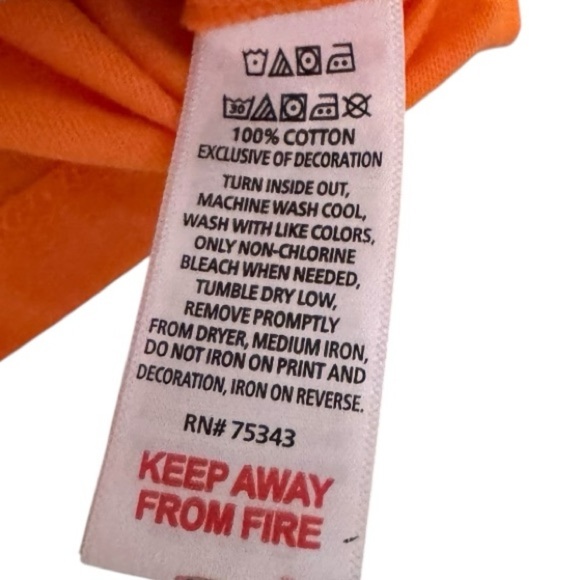 30
100% COTTON
EXCLUSIVE OF DECORATION
TURN INSIDE OUT,
MACHINE WASH COOL,
WASH WITH LIKE COLORS,
ONLY NON-CHLORINE
BLEACH WHEN NEEDED,
TUMBLE DRY LOW,
REMOVE PROMPTLY
FROM DRYER, MEDIUM IRON,
DO NOT IRON ON PRINT AND
DECORATION, IRON ON REVERSE.
RN# 75343
KEEP AWAY
FROM FIRE